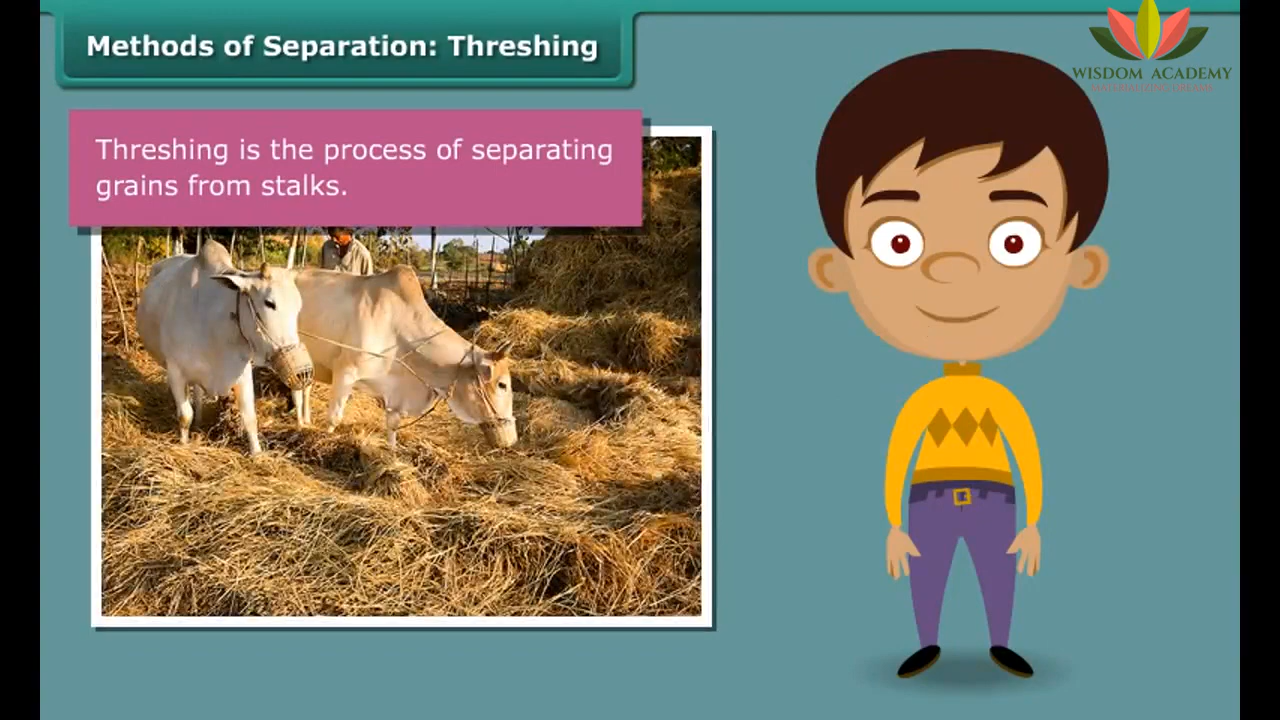 Methods of Separation: Threshing
WISDOM ACADEMY
Threshing is the process of separating
grains from stalks.